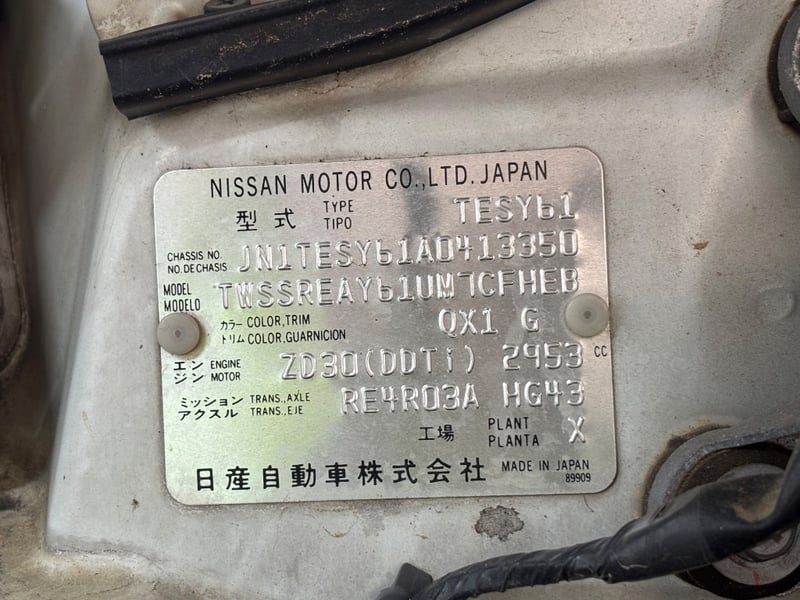 NISSAN MOTOR CO.,LTD. JAPAN
型式 TYPE TIPO TESY61
CHASSIS NO. NO. DE CHASIS JN1TESY61A0413350
MODEL MODELO TWSSREAY61UM7CFHEB
カラー トリム COLOR,TRIM COLOR.GUARNICION QX1 G
エンジン ENGINE MOTOR ZD30(DDTi) 2953 CC
ミッション アクスル TRANS.,AXLE TRANS.,EJE RE4R03A HG43
工場 PLANT PLANTA X
日産自動車株式会社 MADE IN JAPAN
89909